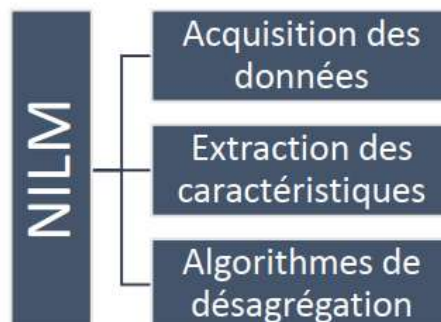 NILM
Acquisition des
données
Extraction des
caractéristiques
Algorithmes de
désagrégation